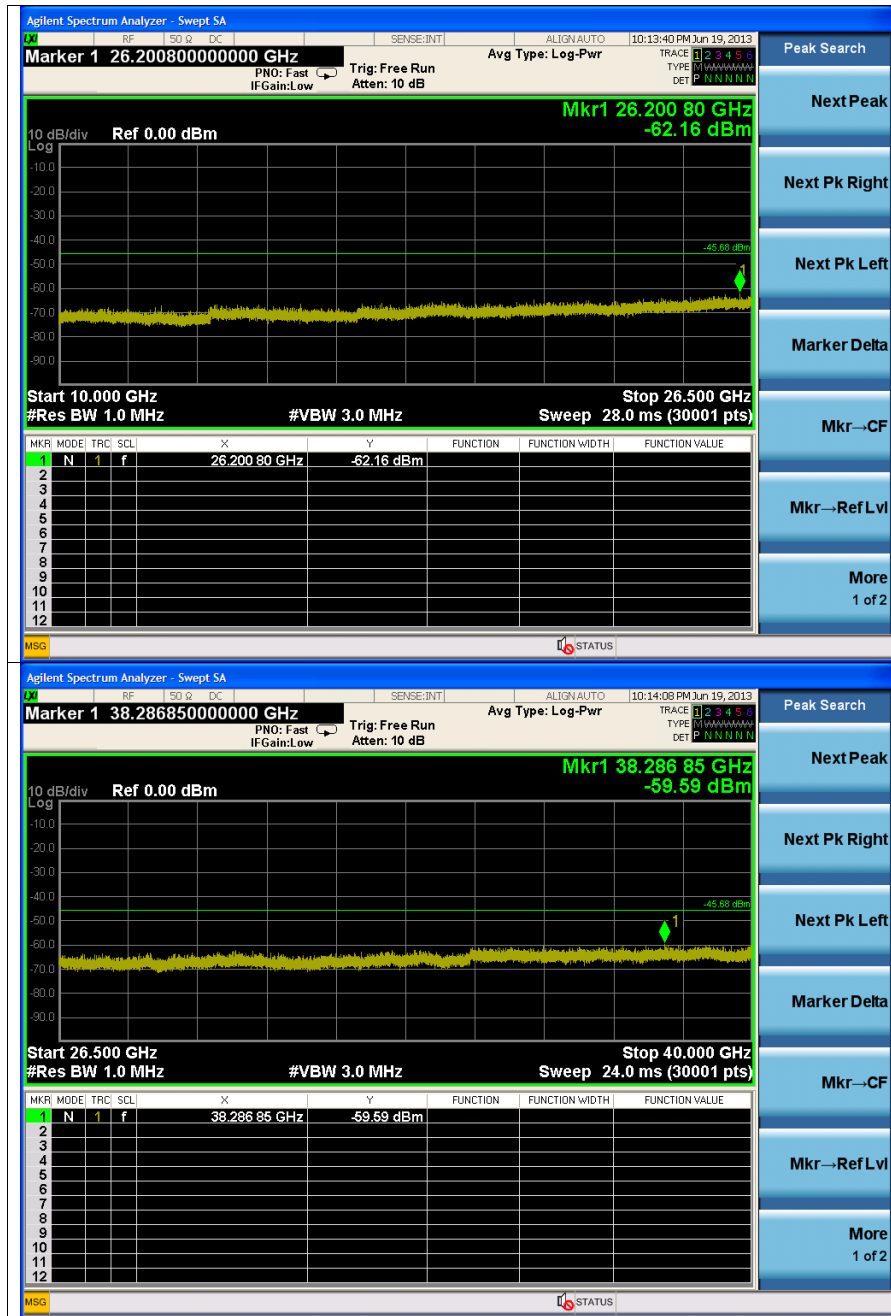 Agilent Spectrum Analyzer - Swept SA
LXI RF 50 Ω DC SENSE:INT ALIGN AUTO 10:13:40 PM Jun 19, 2013
Marker 1 26.200800000000 GHz
PNO: Fast
IFGain:Low
Trig: Free Run
Atten: 10 dB
Avg Type: Log-Pwr
TRACE 1 2 3 4 5 6
TYPE M W W W W W
DET P N N N N N
Peak Search
Mkr1 26.200 80 GHz
-62.16 dBm
10 dB/div Ref 0.00 dBm
Log
-10.0
-20.0
-30.0
-40.0
-45.68 dBm
-50.0
1
-60.0
-70.0
-80.0
-90.0
Start 10.000 GHz Stop 26.500 GHz
#Res BW 1.0 MHz #VBW 3.0 MHz Sweep 28.0 ms (30001 pts)
MKR MODE TRC SCL X Y FUNCTION FUNCTION WIDTH FUNCTION VALUE
1 N 1 f 26.200 80 GHz -62.16 dBm
2
3
4
5
6
7
8
9
10
11
12
MSG STATUS
Next Peak
Next Pk Right
Next Pk Left
Marker Delta
Mkr→CF
Mkr→Ref Lvl
More
1 of 2
Agilent Spectrum Analyzer - Swept SA
LXI RF 50 Ω DC SENSE:INT ALIGN AUTO 10:14:08 PM Jun 19, 2013
Marker 1 38.286850000000 GHz
PNO: Fast
IFGain:Low
Trig: Free Run
Atten: 10 dB
Avg Type: Log-Pwr
TRACE 1 2 3 4 5 6
TYPE M W W W W W
DET P N N N N N
Peak Search
Mkr1 38.286 85 GHz
-59.59 dBm
10 dB/div Ref 0.00 dBm
Log
-10.0
-20.0
-30.0
-40.0
-45.68 dBm
-50.0
1
-60.0
-70.0
-80.0
-90.0
Start 26.500 GHz Stop 40.000 GHz
#Res BW 1.0 MHz #VBW 3.0 MHz Sweep 24.0 ms (30001 pts)
MKR MODE TRC SCL X Y FUNCTION FUNCTION WIDTH FUNCTION VALUE
1 N 1 f 38.286 85 GHz -59.59 dBm
2
3
4
5
6
7
8
9
10
11
12
MSG STATUS
Next Peak
Next Pk Right
Next Pk Left
Marker Delta
Mkr→CF
Mkr→Ref Lvl
More
1 of 2